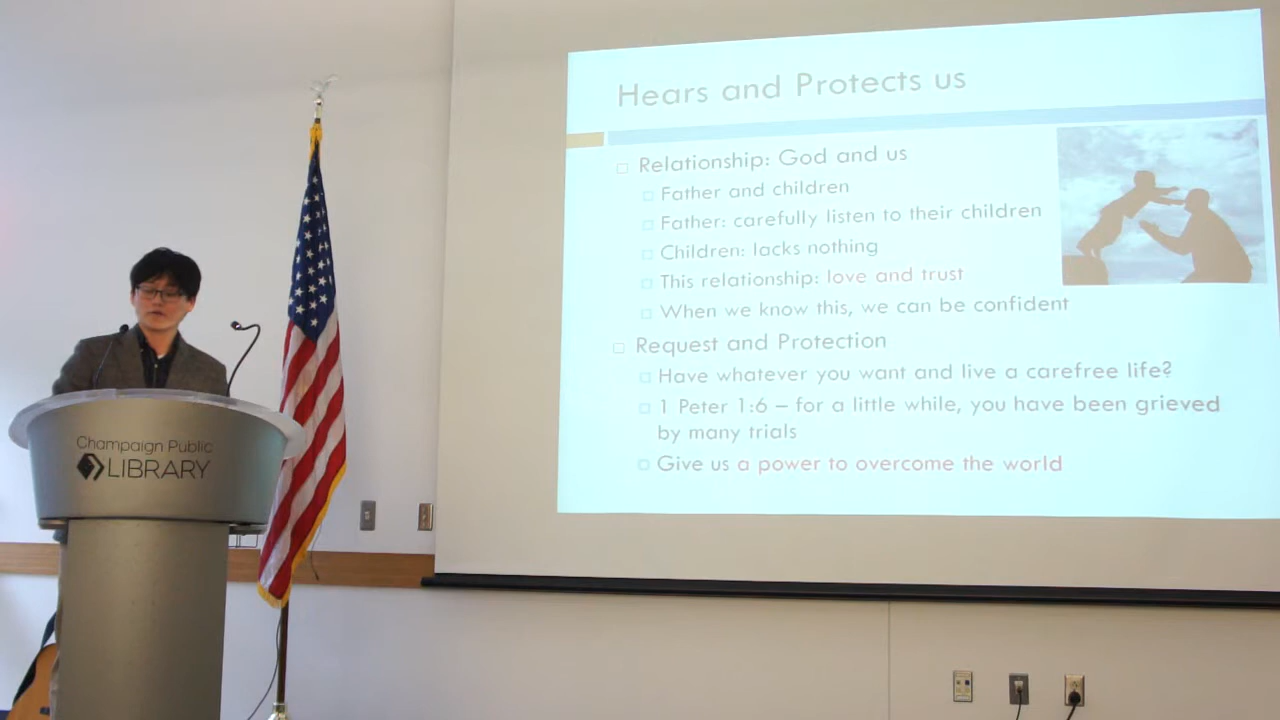 Hears and Protects us
Relationship: God and us
Father and children
Father: carefully listen to their children
Children: lacks nothing
This relationship: love and trust
When we know this, we can be confident
Request and Protection
Have whatever you want and live a carefree life?
1 Peter 1:6 – for a little while, you have been grieved
by many trials
Give us a power to overcome the world
Champaign Public
LIBRARY